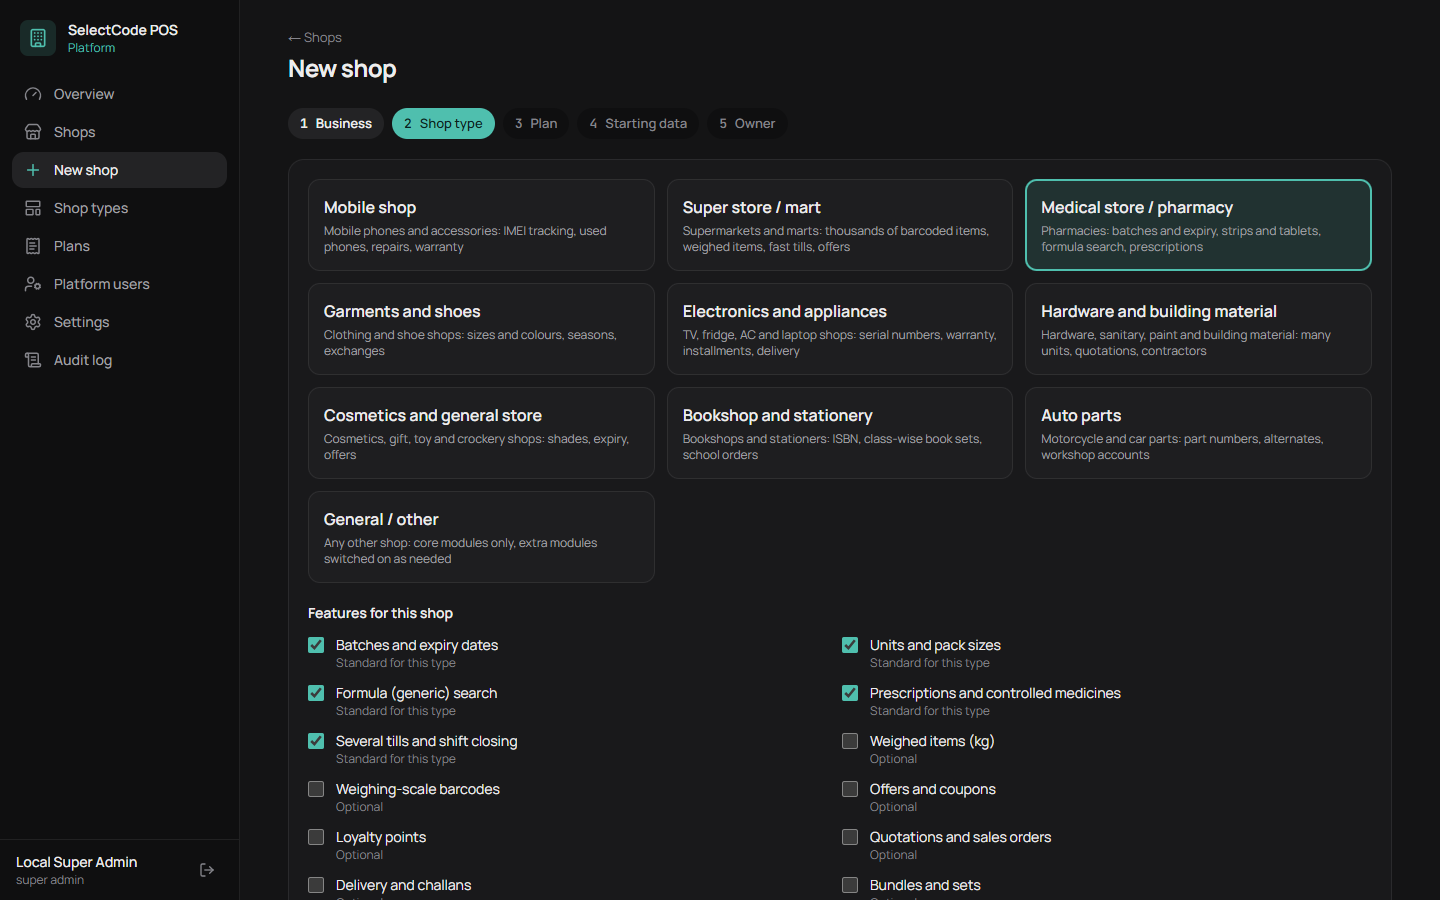 SelectCode POS
Platform
Overview
Shops
New shop
Shop types
Plans
Platform users
Settings
Audit log
Local Super Admin
super admin
← Shops
New shop
1 Business
2 Shop type
3 Plan
4 Starting data
5 Owner
Mobile shop
Mobile phones and accessories: IMEI tracking, used
phones, repairs, warranty
Super store / mart
Supermarkets and marts: thousands of barcoded items,
weighed items, fast tills, offers
Medical store / pharmacy
Pharmacies: batches and expiry, strips and tablets,
formula search, prescriptions
Garments and shoes
Clothing and shoe shops: sizes and colours, seasons,
exchanges
Electronics and appliances
TV, fridge, AC and laptop shops: serial numbers, warranty,
installments, delivery
Hardware and building material
Hardware, sanitary, paint and building material: many
units, quotations, contractors
Cosmetics and general store
Cosmetics, gift, toy and crockery shops: shades, expiry,
offers
Bookshop and stationery
Bookshops and stationers: ISBN, class-wise book sets,
school orders
Auto parts
Motorcycle and car parts: part numbers, alternates,
workshop accounts
General / other
Any other shop: core modules only, extra modules
switched on as needed
Features for this shop
Batches and expiry dates
Standard for this type
Units and pack sizes
Standard for this type
Formula (generic) search
Standard for this type
Prescriptions and controlled medicines
Standard for this type
Several tills and shift closing
Standard for this type
Weighed items (kg)
Optional
Weighing-scale barcodes
Optional
Offers and coupons
Optional
Loyalty points
Optional
Quotations and sales orders
Optional
Delivery and challans
Bundles and sets